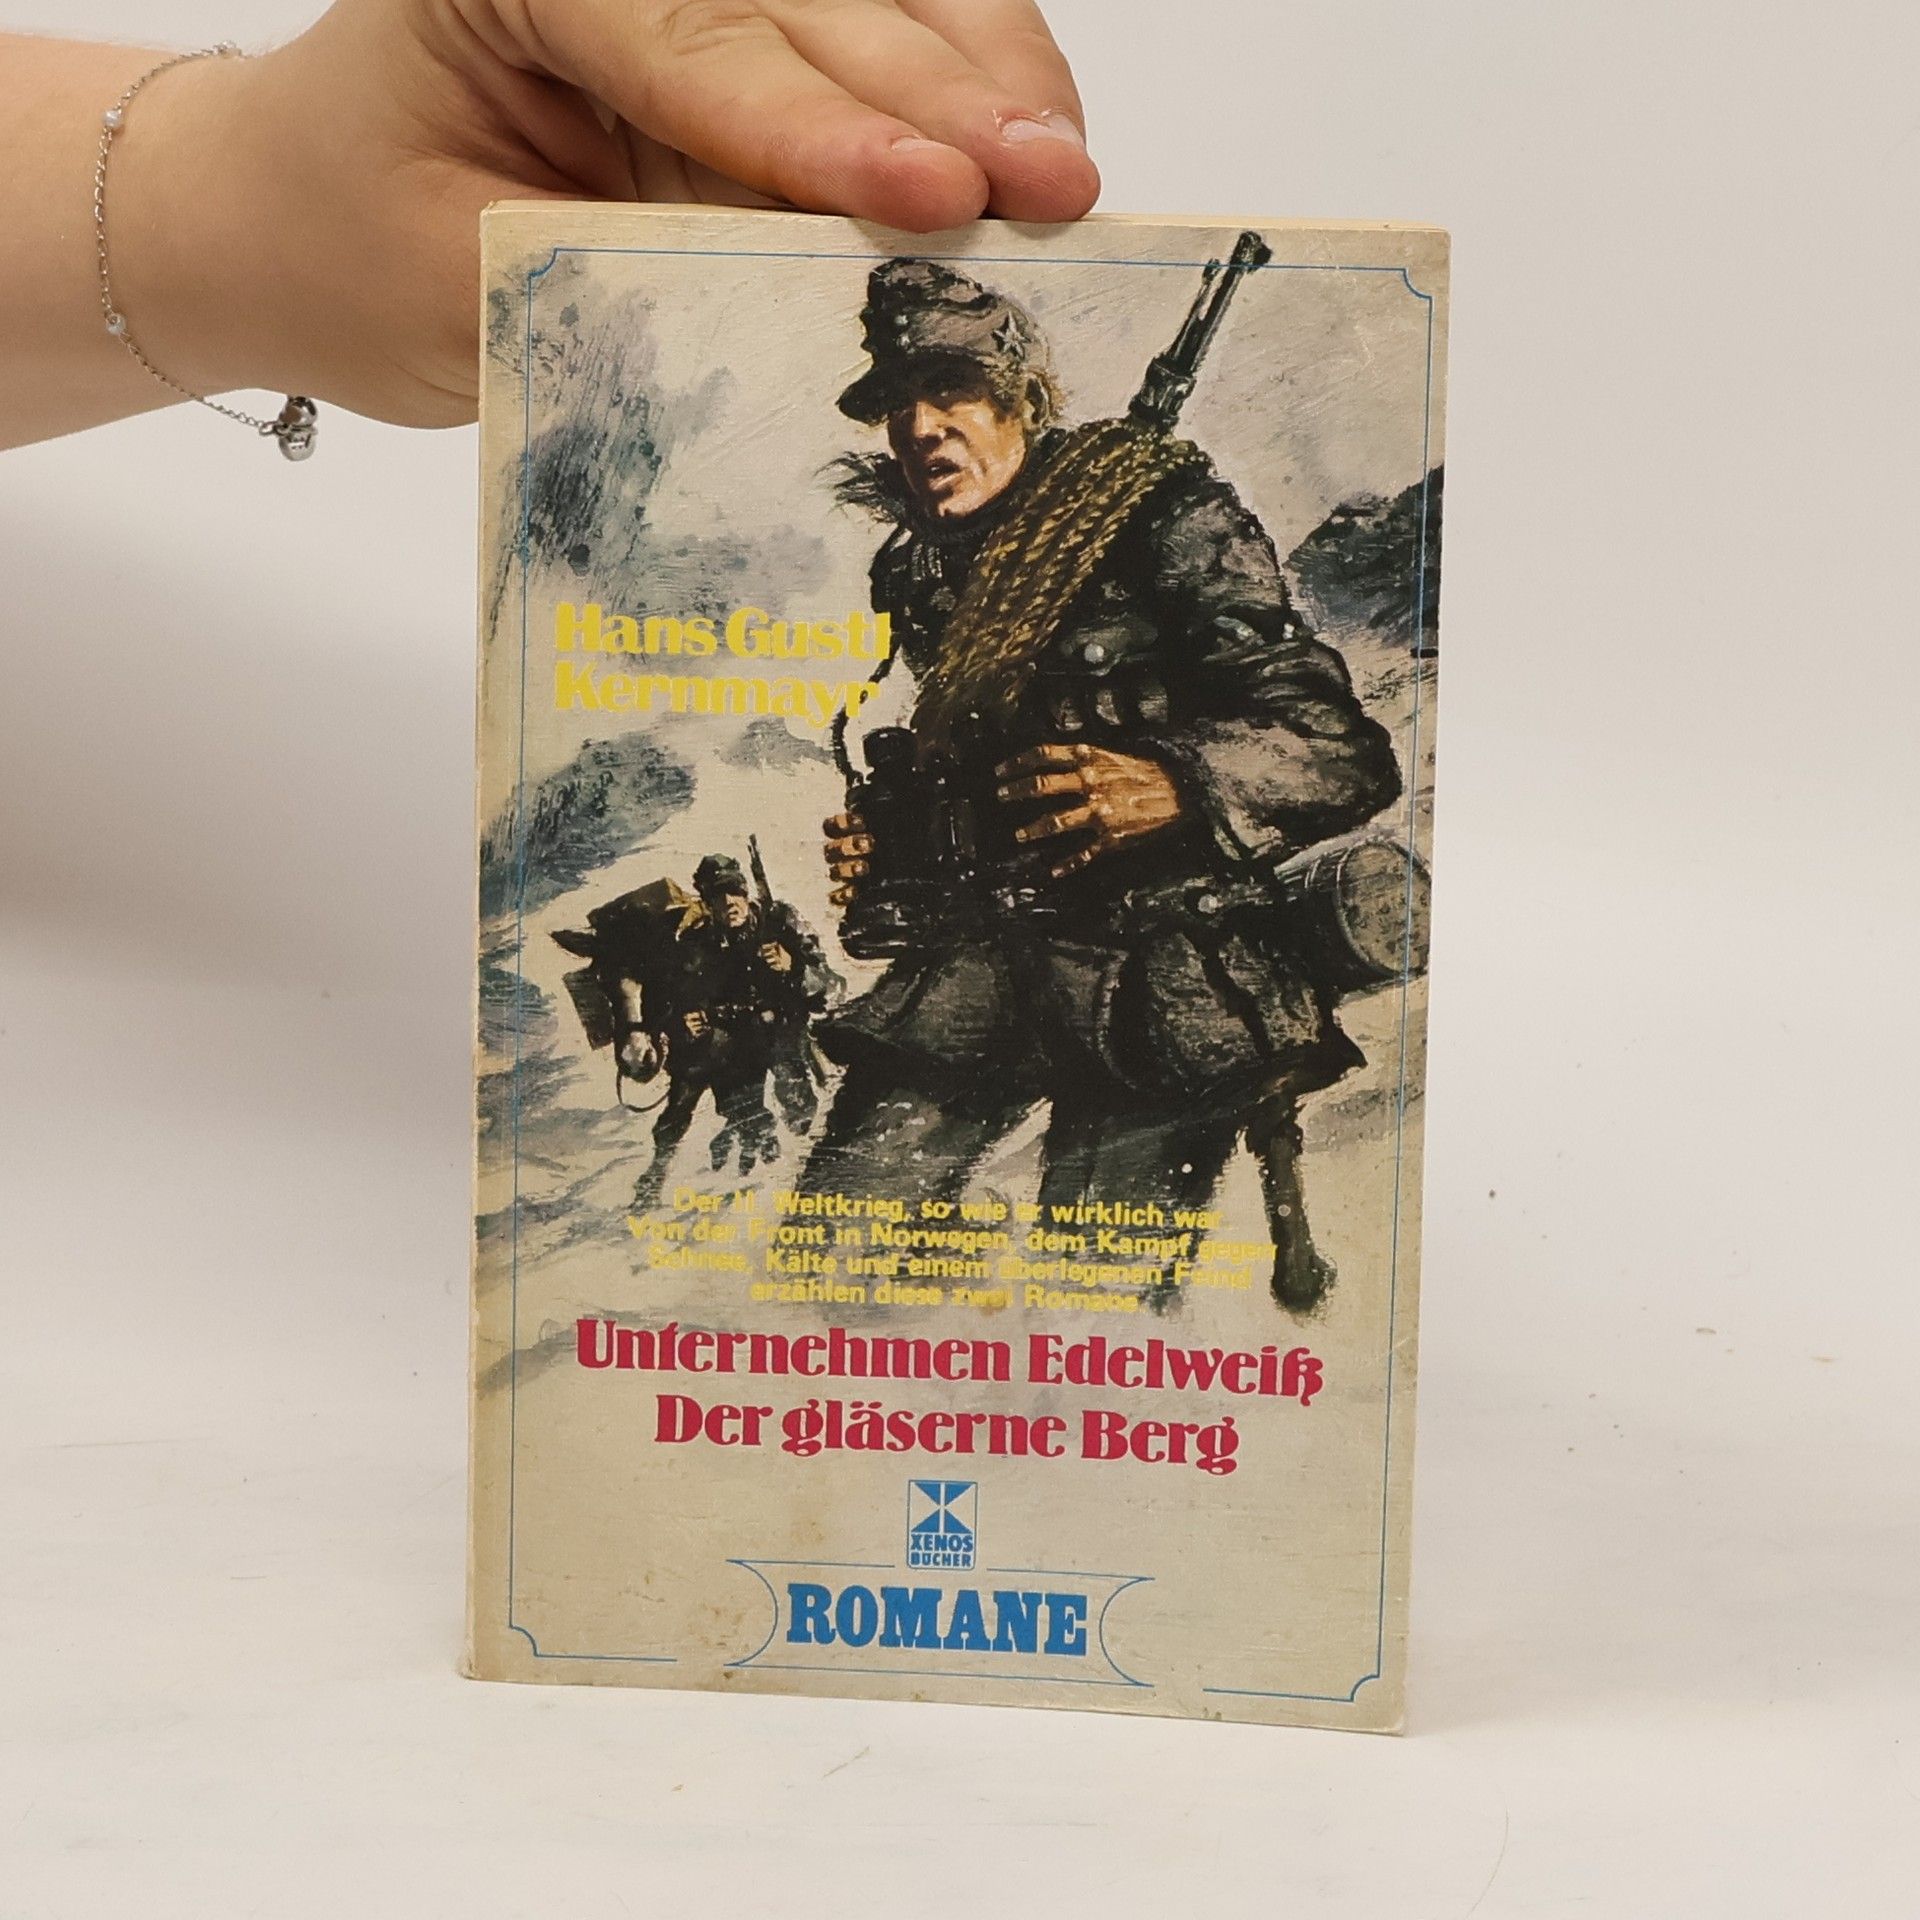 Hans Gustl
Kernmayr
Der II. Weltkrieg, so wie er wirklich war.
Von der Front in Norwegen, dem Kampf gegen
Schnee, Kälte und einem überlegenen Feind
erzählen diese zwei Romane.
Unternehmen Edelweiß
Der gläserne Berg
XENOS
BÜCHER
ROMANE